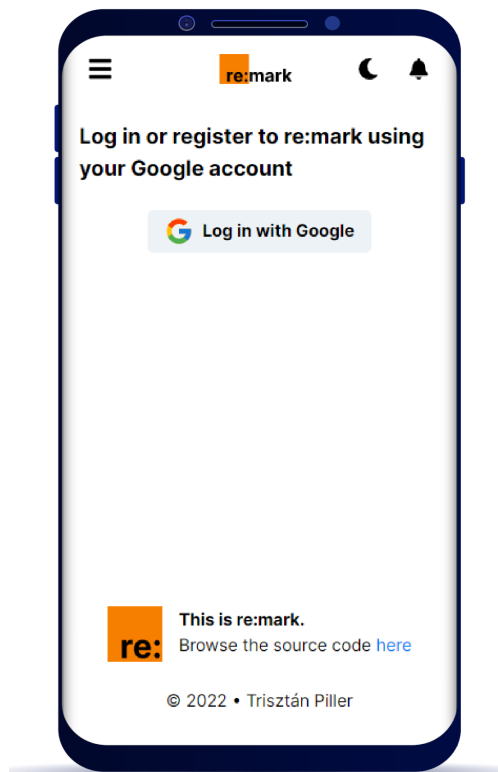 re:mark
Log in or register to re:mark using
your Google account
Log in with Google
re:
This is re:mark.
Browse the source code here
© 2022 • Trisztán Piller